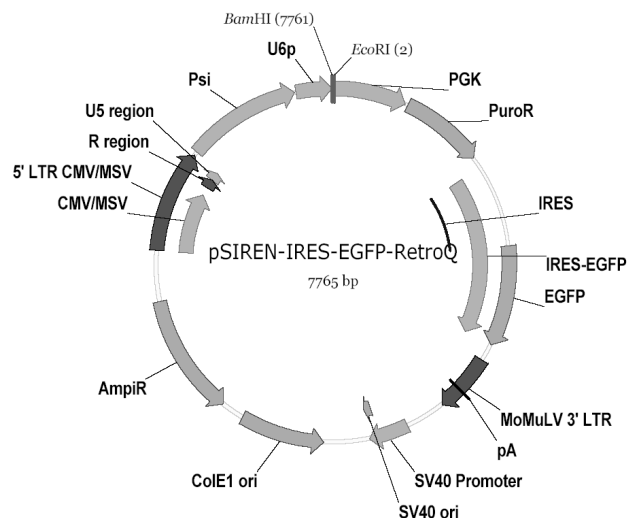 BamHI (7761)
EcoRI (2)
U6p
PGK
Psi
PuroR
U5 region
R region
5' LTR CMV/MSV
CMV/MSV
IRES
pSIREN-IRES-EGFP-RetroQ
7765 bp
IRES-EGFP
EGFP
AmpiR
MoMuLV 3' LTR
pA
ColE1 ori
SV40 Promoter
SV40 ori